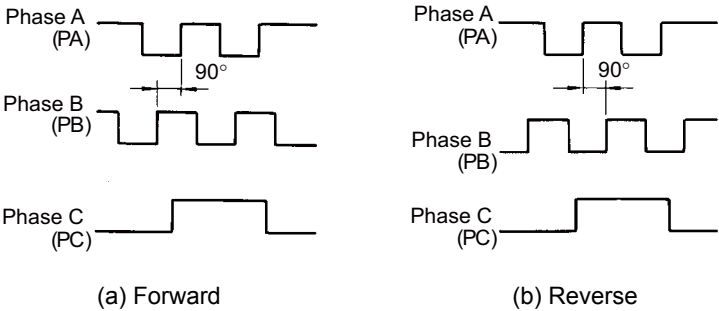 Phase A
(PA)
90°
Phase B
(PB)
Phase C
(PC)
(a) Forward
Phase A
(PA)
90°
Phase B
(PB)
Phase C
(PC)
(b) Reverse